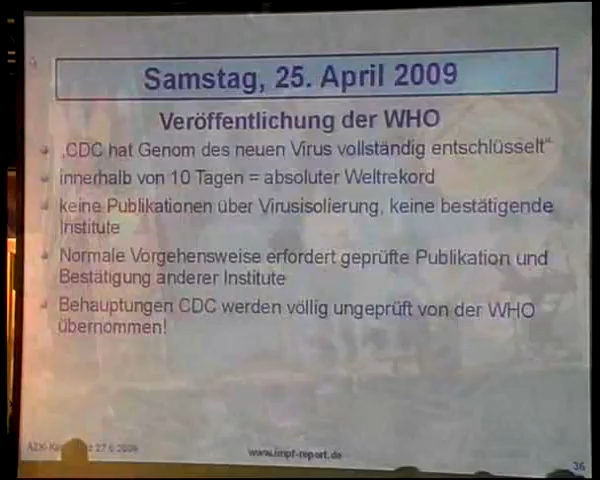 Samstag, 25. April 2009
Veröffentlichung der WHO
„CDC hat Genom des neuen Virus vollständig entschlüsselt“
innerhalb von 10 Tagen = absoluter Weltrekord
keine Publikationen über Virusisolierung, keine bestätigende
Institute
Normale Vorgehensweise erfordert geprüfte Publikation und
Bestätigung anderer Institute
Behauptungen CDC werden völlig ungeprüft von der WHO
übernommen!
www.impf-report.de
36